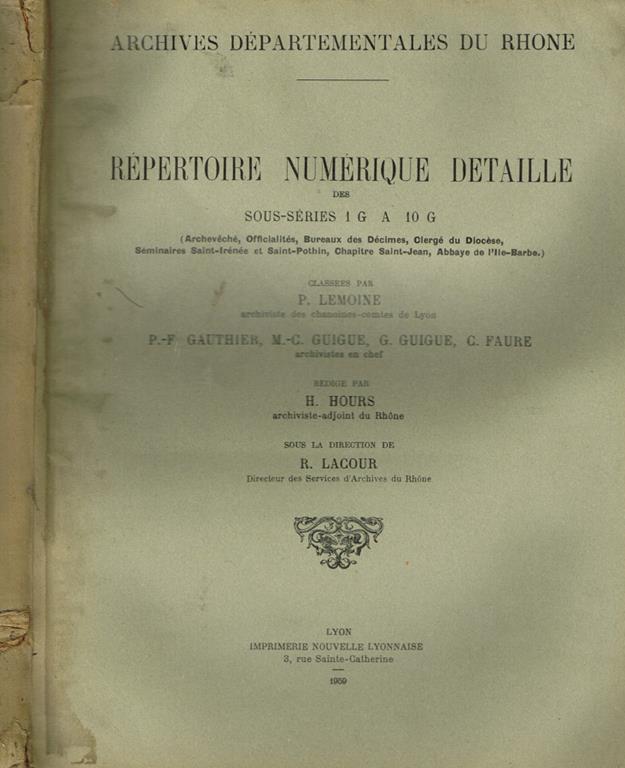 ARCHIVES DÉPARTEMENTALES DU RHONE
RÉPERTOIRE NUMÉRIQUE DETAILLE
DES
SOUS-SÉRIES 1 G A 10 G
(Archevêché, Officialités, Bureaux des Décimes, Clergé du Diocèse,
Séminaires Saint-Irénée et Saint-Pothin, Chapitre Saint-Jean, Abbaye de l'Ile-Barbe.)
CLASSEES PAR
P. LEMOINE
archiviste des chanoines-comtes de Lyon
P.-F. GAUTHIER, M.-C. GUIGUE, G. GUIGUE, C. FAURE
archivistes en chef
REDIGE PAR
H. HOURS
archiviste-adjoint du Rhône
SOUS LA DIRECTION DE
R. LACOUR
Directeur des Services d'Archives du Rhône
LYON
IMPRIMERIE NOUVELLE LYONNAISE
3, rue Sainte-Catherine
1959